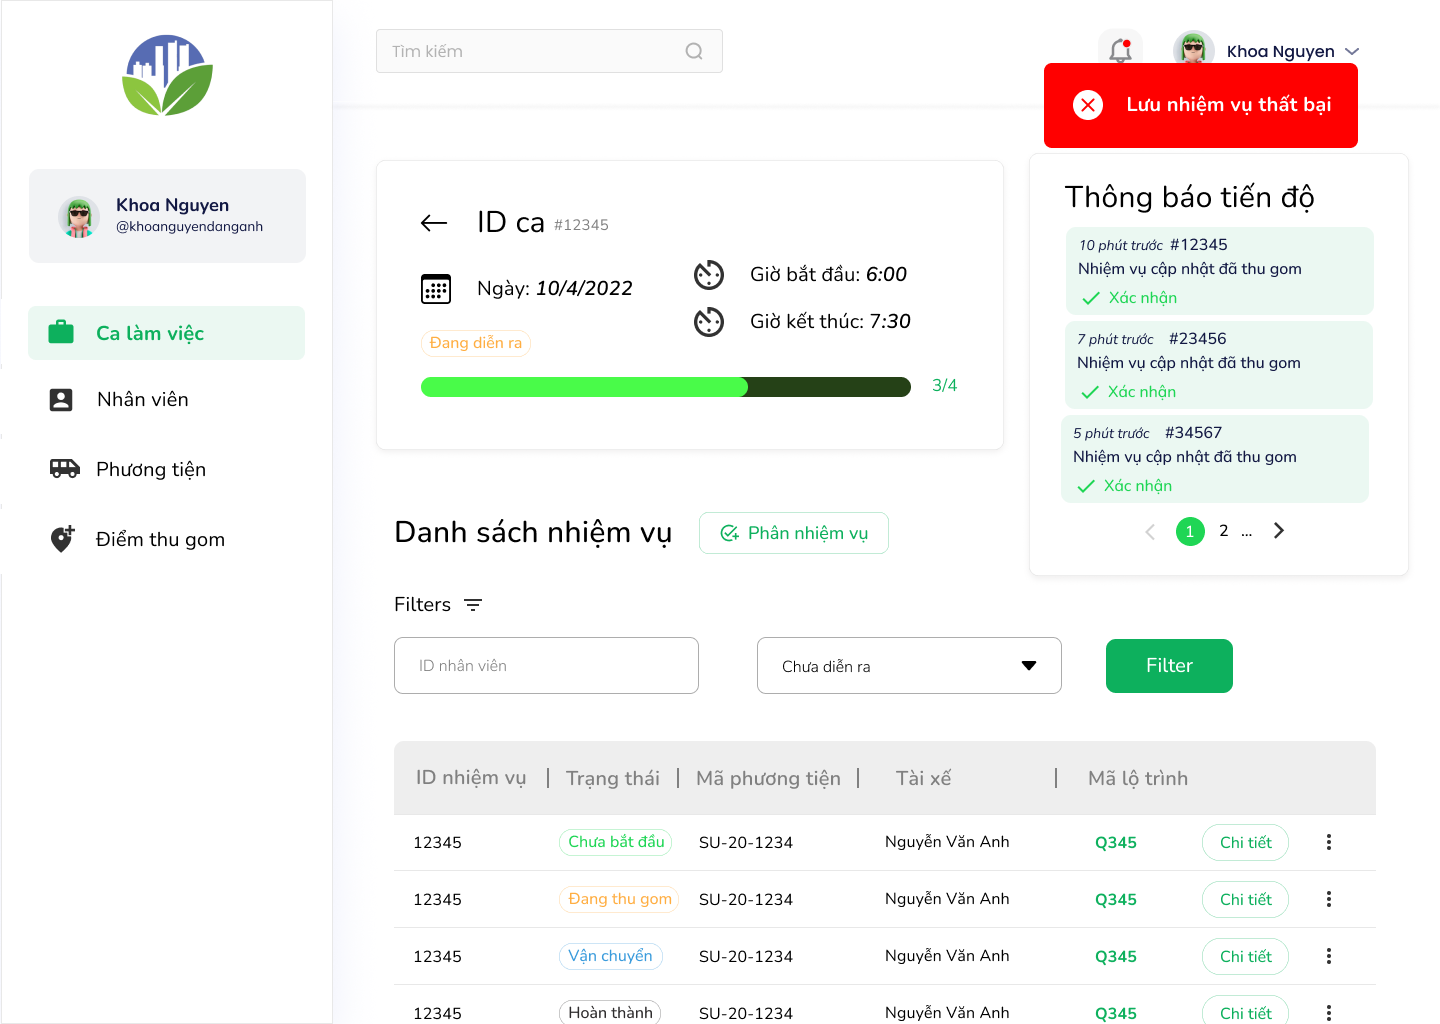 Tìm kiếm
Khoa Nguyen
Lưu nhiệm vụ thất bại
Khoa Nguyen
@khoanguyendanganh
Ca làm việc
Nhân viên
Phương tiện
Điểm thu gom
ID ca #12345
Ngày: 10/4/2022
Giờ bắt đầu: 6:00
Giờ kết thúc: 7:30
Đang diễn ra
3/4
Thông báo tiến độ
10 phút trước #12345
Nhiệm vụ cập nhật đã thu gom
Xác nhận
7 phút trước #23456
Nhiệm vụ cập nhật đã thu gom
Xác nhận
5 phút trước #34567
Nhiệm vụ cập nhật đã thu gom
Xác nhận
1 2 ...
Danh sách nhiệm vụ
Phân nhiệm vụ
Filters
ID nhân viên
Chưa diễn ra
Filter
ID nhiệm vụ | Trạng thái | Mã phương tiện | Tài xế | Mã lộ trình
12345 Chưa bắt đầu SU-20-1234 Nguyễn Văn Anh Q345 Chi tiết
12345 Đang thu gom SU-20-1234 Nguyễn Văn Anh Q345 Chi tiết
12345 Vận chuyển SU-20-1234 Nguyễn Văn Anh Q345 Chi tiết
12345 Hoàn thành SU-20-1234 Nguyễn Văn Anh Q345 Chi tiết